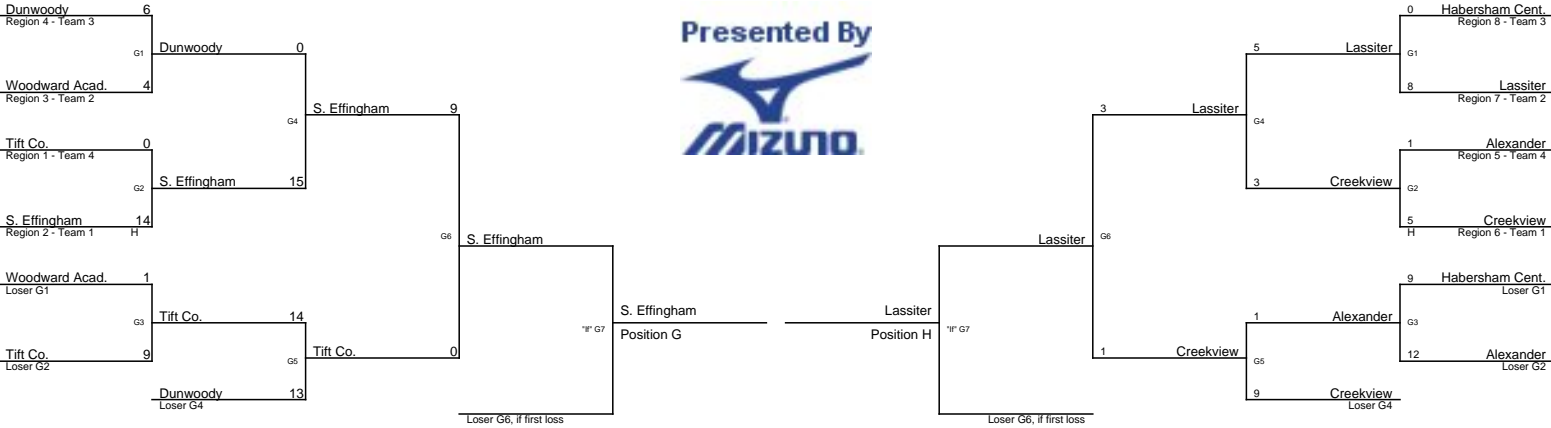 Dunwoody 6
Region 4 - Team 3
G1
Dunwoody 0
Woodward Acad. 4
Region 3 - Team 2
G4
S. Effingham 9
Tift Co. 0
Region 1 - Team 4
G2
S. Effingham 15
S. Effingham 14
Region 2 - Team 1 H
G6
S. Effingham
Woodward Acad. 1
Loser G1
G3
Tift Co. 14
Tift Co. 9
Loser G2
G5
Tift Co. 0
Dunwoody 13
Loser G4
Loser G6, if first loss
"If" G7
S. Effingham
Position G
Presented By
MIZUNO
Lassiter
Position H
"If" G7
0 Habersham Cent.
Region 8 - Team 3
5 Lassiter
G1
8 Lassiter
Region 7 - Team 2
3 Lassiter
G4
1 Alexander
Region 5 - Team 4
3 Creekview
G2
5 Creekview
H Region 6 - Team 1
Lassiter
G6
9 Habersham Cent.
Loser G1
1 Alexander
G3
12 Alexander
Loser G2
1 Creekview
G5
9 Creekview
Loser G4
Loser G6, if first loss